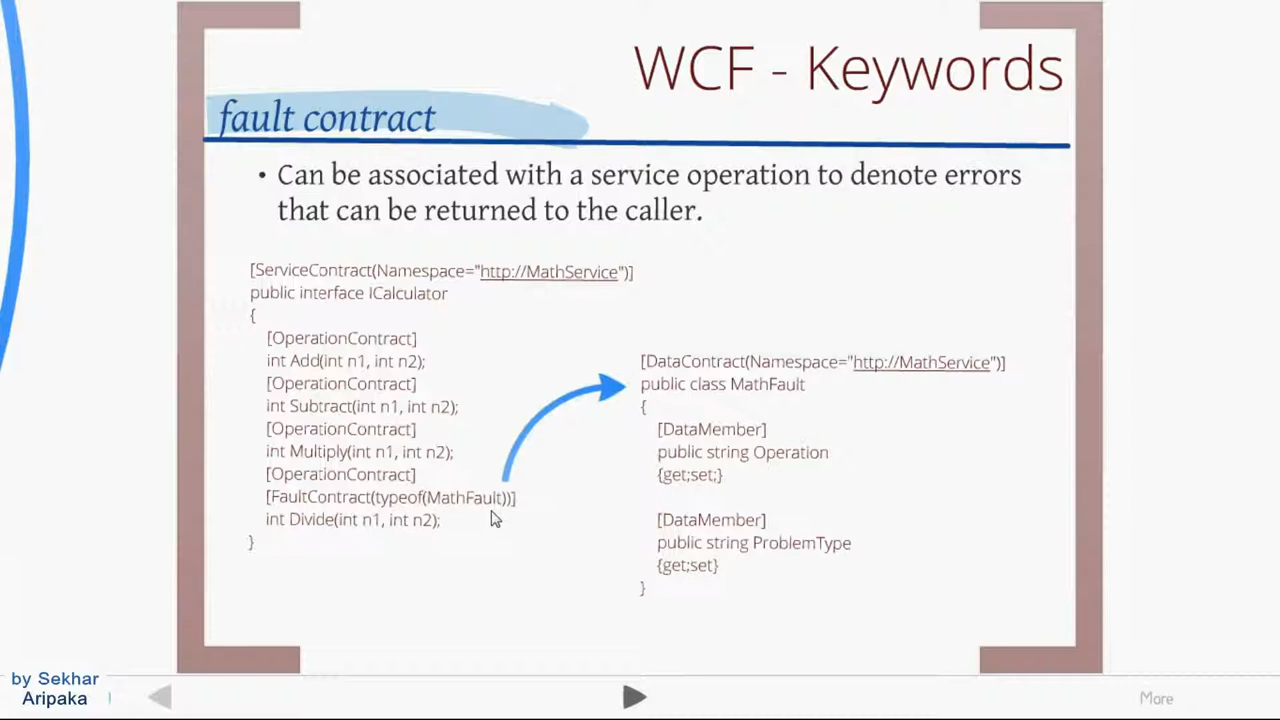 WCF - Keywords
fault contract
• Can be associated with a service operation to denote errors
that can be returned to the caller.
[ServiceContract(Namespace="http://MathService")]
public interface ICalculator
{
[OperationContract]
int Add(int n1, int n2);
[OperationContract]
int Subtract(int n1, int n2);
[OperationContract]
int Multiply(int n1, int n2);
[OperationContract]
[FaultContract(typeof(MathFault))]
int Divide(int n1, int n2);
}
[DataContract(Namespace="http://MathService")]
public class MathFault
{
[DataMember]
public string Operation
{get;set;}
[DataMember]
public string ProblemType
{get;set}
}
by Sekhar
Aripaka
More